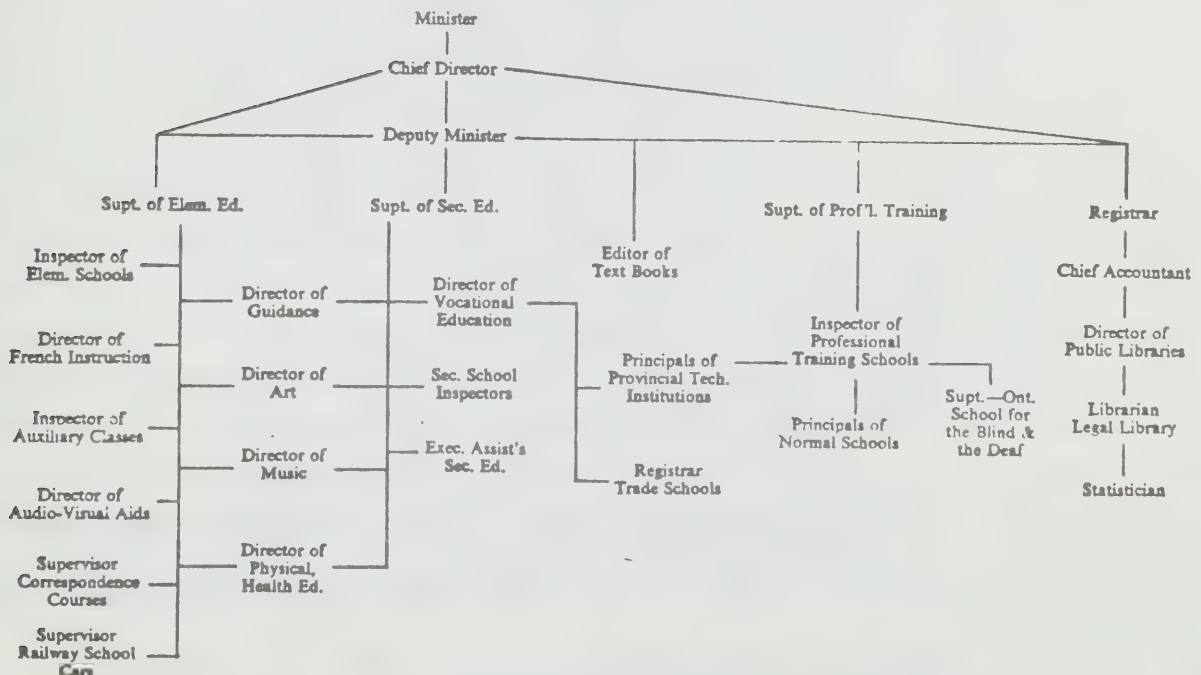 Minister
Chief Director
Deputy Minister
Supt. of Elem. Ed.
Supt. of Sec. Ed.
Supt. of Prof'l. Training
Registrar
Editor of
Text Books
Inspector of
Elem. Schools
Director of
French Instruction
Inspector of
Auxiliary Classes
Director of
Audio-Visual Aids
Supervisor
Correspondence
Courses
Supervisor
Railway School
Cars
Director of
Guidance
Director of
Art
Director of
Music
Director of
Physical,
Health Ed.
Director of
Vocational
Education
Sec. School
Inspectors
Exec. Assist's
Sec. Ed.
Principals of
Provincial Tech.
Institutions
Registrar
Trade Schools
Inspector of
Professional
Training Schools
Principals of
Normal Schools
Supt.—Ont.
School for
the Blind &
the Deaf
Chief Accountant
Director of
Public Libraries
Librarian
Legal Library
Statistician